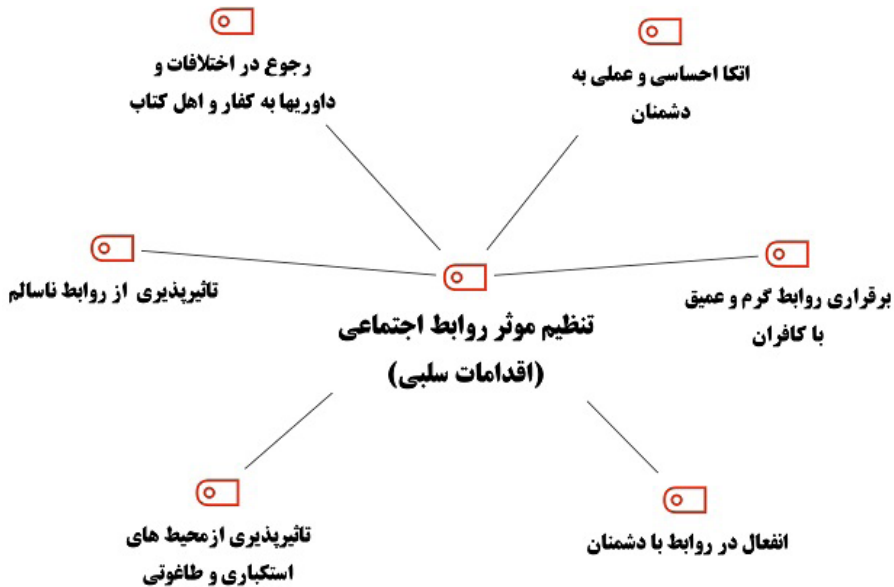 رجوع در اختلافات و
داوریها به کفار و اهل کتاب
اتکا احساسی و عملی به
دشمنان
تاثیرپذیری از روابط ناسالم
برقراری روابط گرم و عمیق
با کافران
تنظیم موثر روابط اجتماعی
(اقدامات سلبی)
تاثیرپذیری ازمحیط های
استکباری و طاغوتی
انفعال در روابط با دشمنان